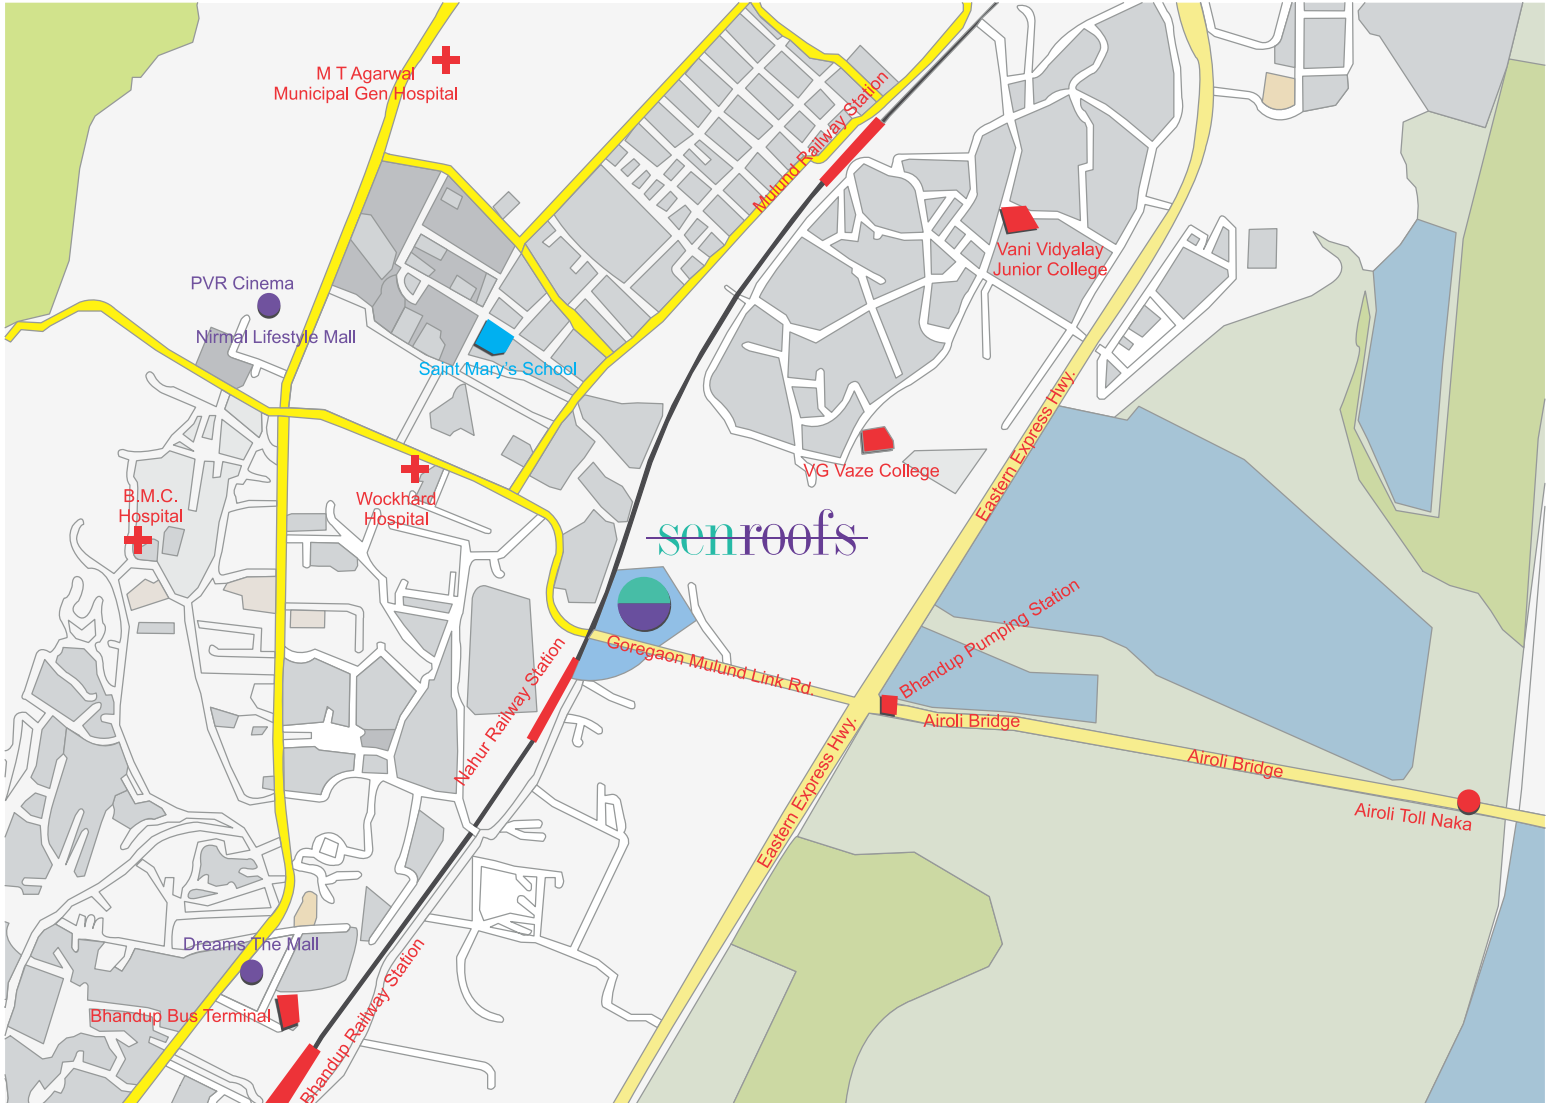 M T Agarwal
Municipal Gen Hospital
Mulund Railway Station
Vani Vidyalay
Junior College
PVR Cinema
Nirmal Lifestyle Mall
Saint Mary's School
Eastern Express Hwy.
VG Vaze College
B.M.C.
Hospital
Wockhard
Hospital
senroofs
Bhandup Pumping Station
Goregaon Mulund Link Rd.
Nahur Railway Station
Airoli Bridge
Airoli Bridge
Eastern Express Hwy.
Airoli Toll Naka
Dreams The Mall
Bhandup Bus Terminal
Bhandup Railway Station